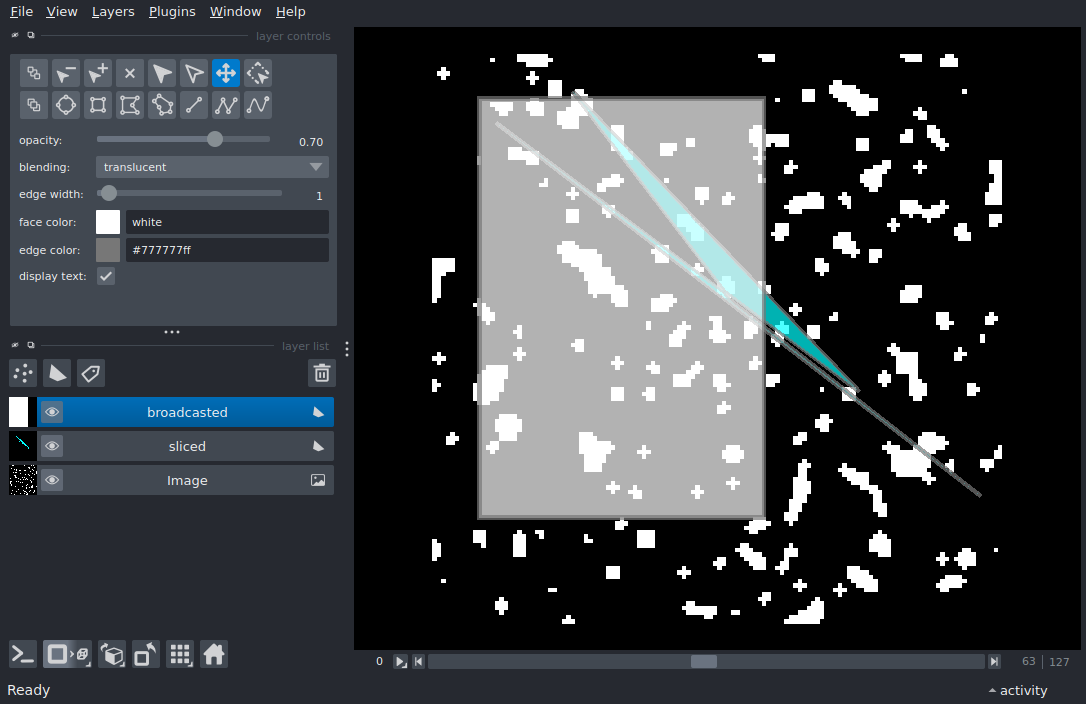 File View Layers Plugins Window Help
layer controls
opacity: 0.70
blending: translucent
edge width: 1
face color: white
edge color: #777777ff
display text:
layer list
broadcasted
sliced
Image
0 63 127
Ready activity